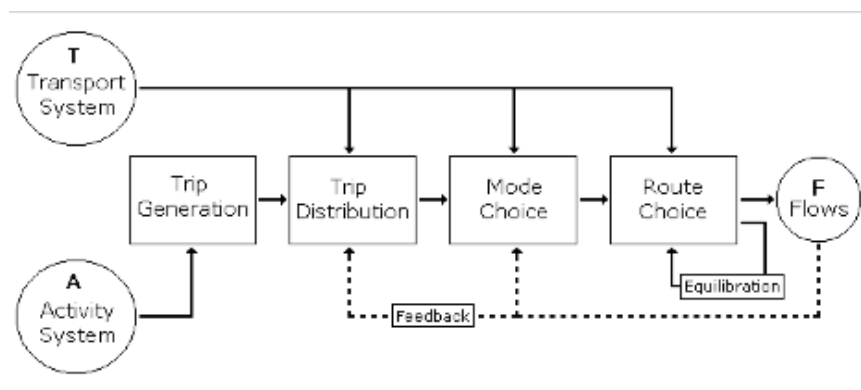 T
Transport
System
Trip
Generation
Trip
Distribution
Mode
Choice
Route
Choice
F
Flows
A
Activity
System
Equilibration
Feedback